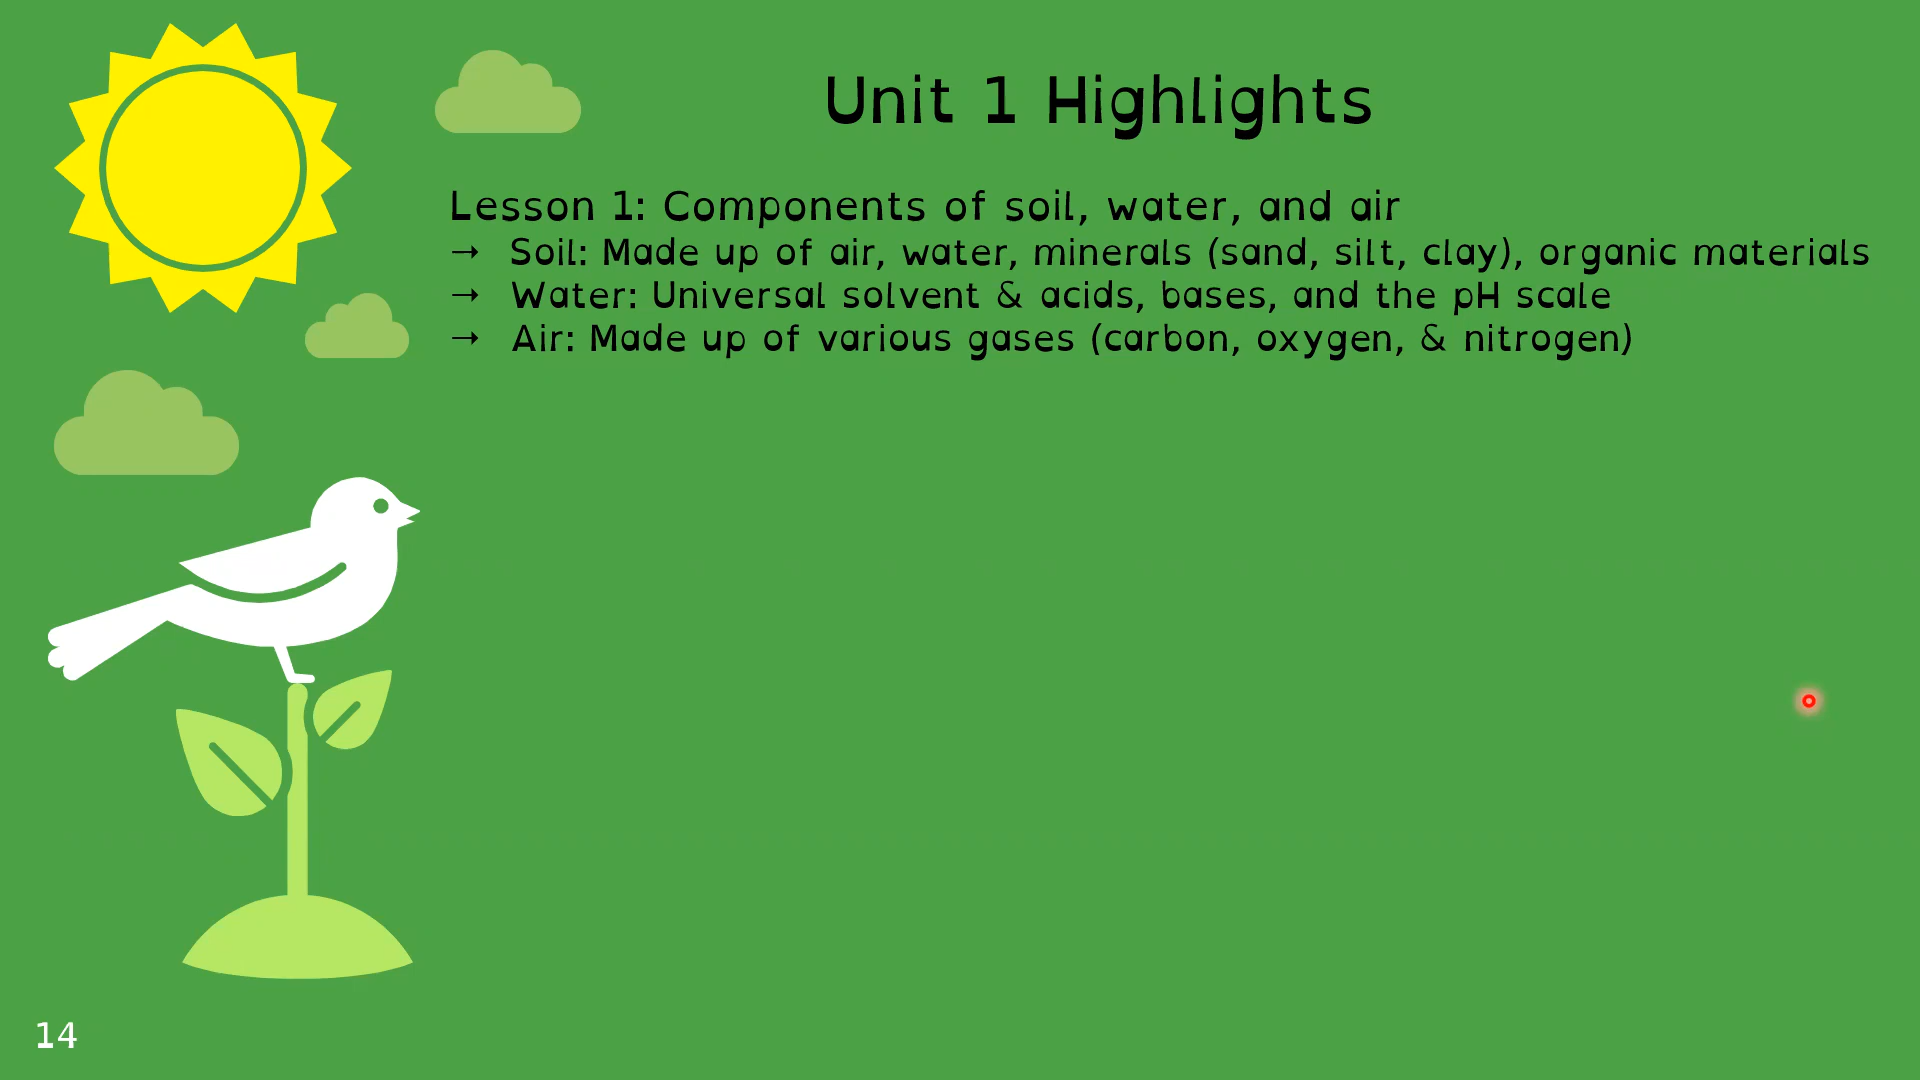 Unit 1 Highlights
Lesson 1: Components of soil, water, and air
→ Soil: Made up of air, water, minerals (sand, silt, clay), organic materials
→ Water: Universal solvent & acids, bases, and the pH scale
→ Air: Made up of various gases (carbon, oxygen, & nitrogen)
14